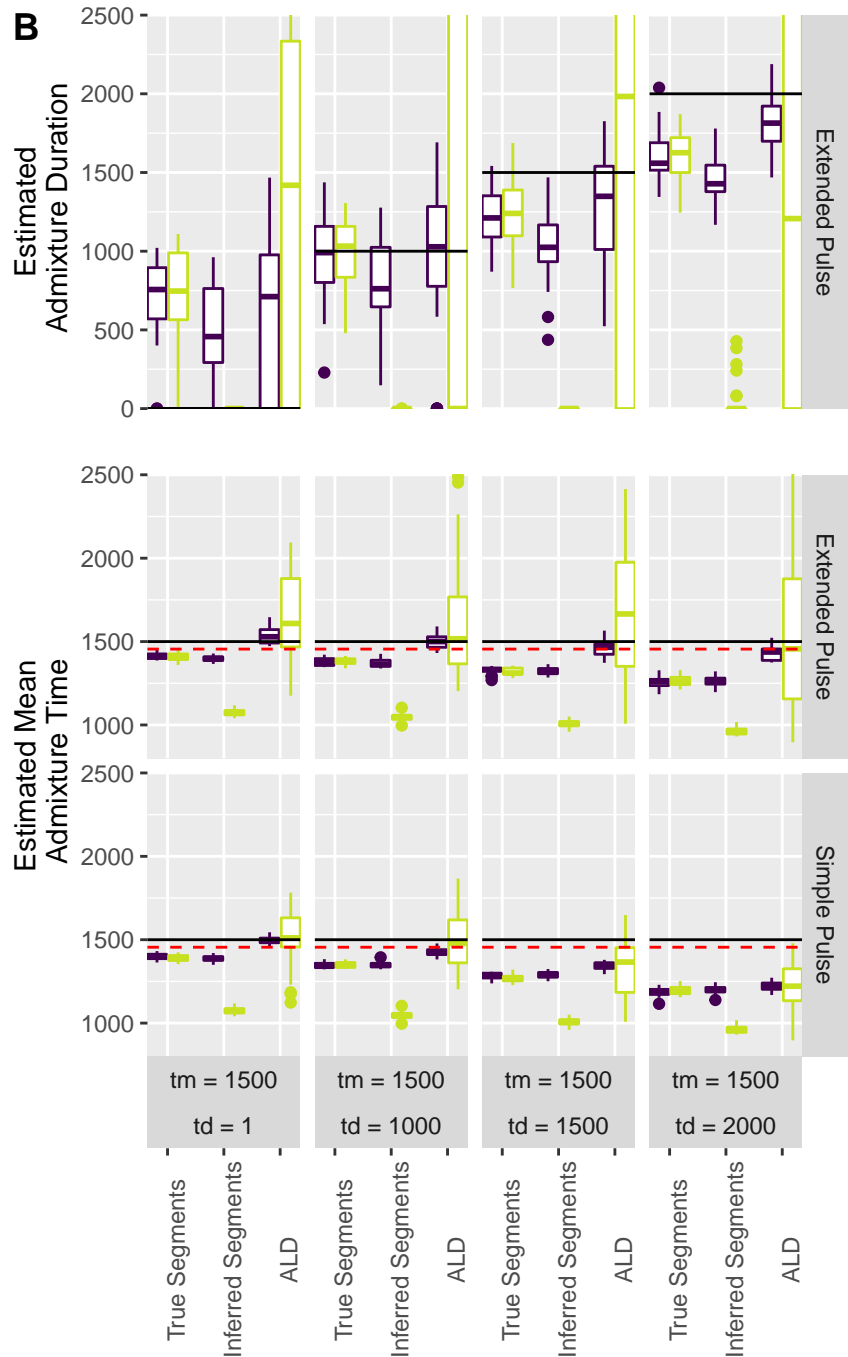 B
Estimated
Admixture Duration
2500
2000
1500
1000
500
0
Extended Pulse
Estimated Mean
Admixture Time
2500
2000
1500
1000
Extended Pulse
2500
2000
1500
1000
Simple Pulse
tm = 1500 tm = 1500 tm = 1500 tm = 1500
td = 1 td = 1000 td = 1500 td = 2000
True Segments
Inferred Segments
ALD
True Segments
Inferred Segments
ALD
True Segments
Inferred Segments
ALD
True Segments
Inferred Segments
ALD